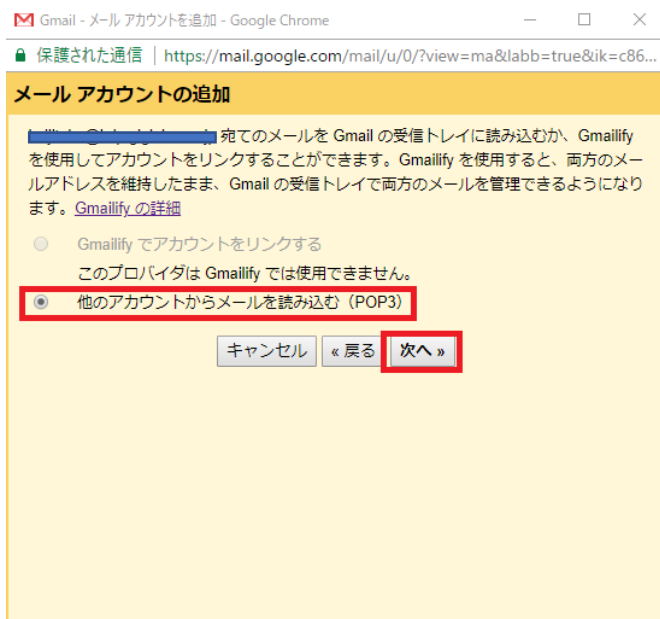 Gmail - メール アカウントを追加 - Google Chrome
保護された通信 | https://mail.google.com/mail/u/0/?view=ma&labb=true&ik=c86...
メール アカウントの追加
宛てのメールを Gmail の受信トレイに読み込むか、Gmailify
を使用してアカウントをリンクすることができます。Gmailify を使用すると、両方のメー
ルアドレスを維持したまま、Gmail の受信トレイで両方のメールを管理できるようになり
ます。Gmailify の詳細
Gmailify でアカウントをリンクする
このプロバイダは Gmailify では使用できません。
他のアカウントからメールを読み込む（POP3）
キャンセル « 戻る 次へ »